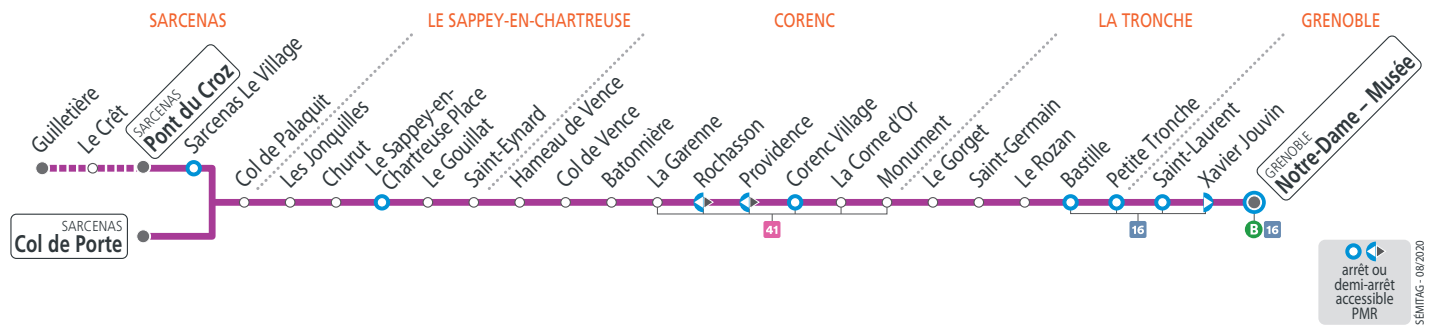 SARCENAS
LE SAPPEY-EN-CHARTREUSE
CORENC
LA TRONCHE
GRENOBLE
Guilletière
Le Crêt
SARCENAS
Pont du Croz
Sarcenas Le Village
SARCENAS
Col de Porte
Col de Palaquit
Les Jonquilles
Churut
Le Sappey-en-
Chartreuse Place
Le Gouillat
Saint-Eynard
Hameau de Vence
Col de Vence
Batonnière
La Garenne
Rochasson
Providence
Corenc Village
La Corne d'Or
Monument
Le Gorget
Saint-Germain
Le Rozan
Bastille
Petite Tronche
Saint-Laurent
Xavier Jouvin
GRENOBLE
Notre-Dame – Musée
41
16
B 16
arrêt ou
demi-arrêt
accessible
PMR
SÉMITAG - 08/2020